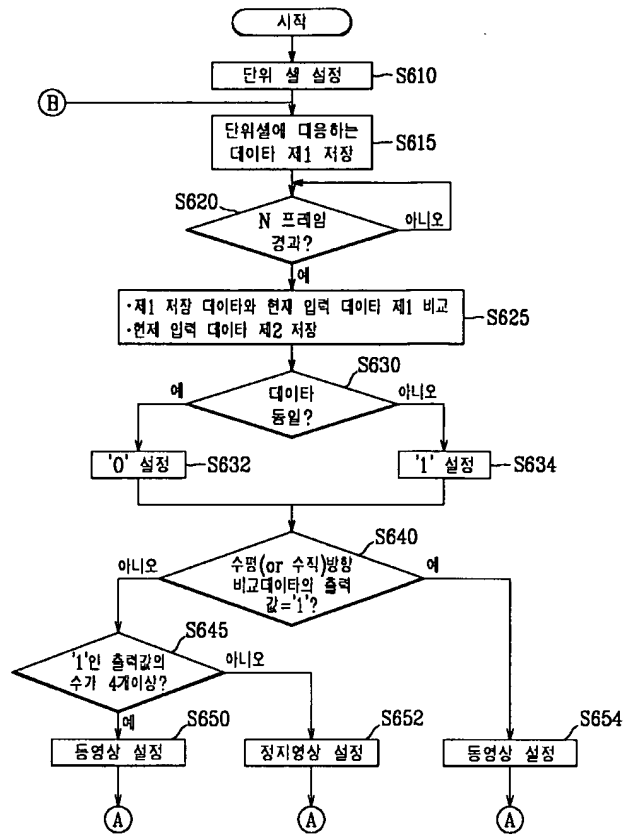 시작
단위 셀 설정
S610
B
단위셀에 대응하는
데이타 제1 저장
S615
S620
N 프레임
경과?
아니오
예
·제1 저장 데이타와 현재 입력 데이타 제1 비교
·현재 입력 데이타 제2 저장
S625
S630
예
데이타
동일?
아니오
'0' 설정
S632
'1' 설정
S634
S640
아니오
수평(or 수직)방향
비교데이타의 출력
값='1'?
예
S645
'1'인 출력값의
수가 4개이상?
아니오
예
S650
동영상 설정
S652
정지영상 설정
S654
동영상 설정
A
A
A